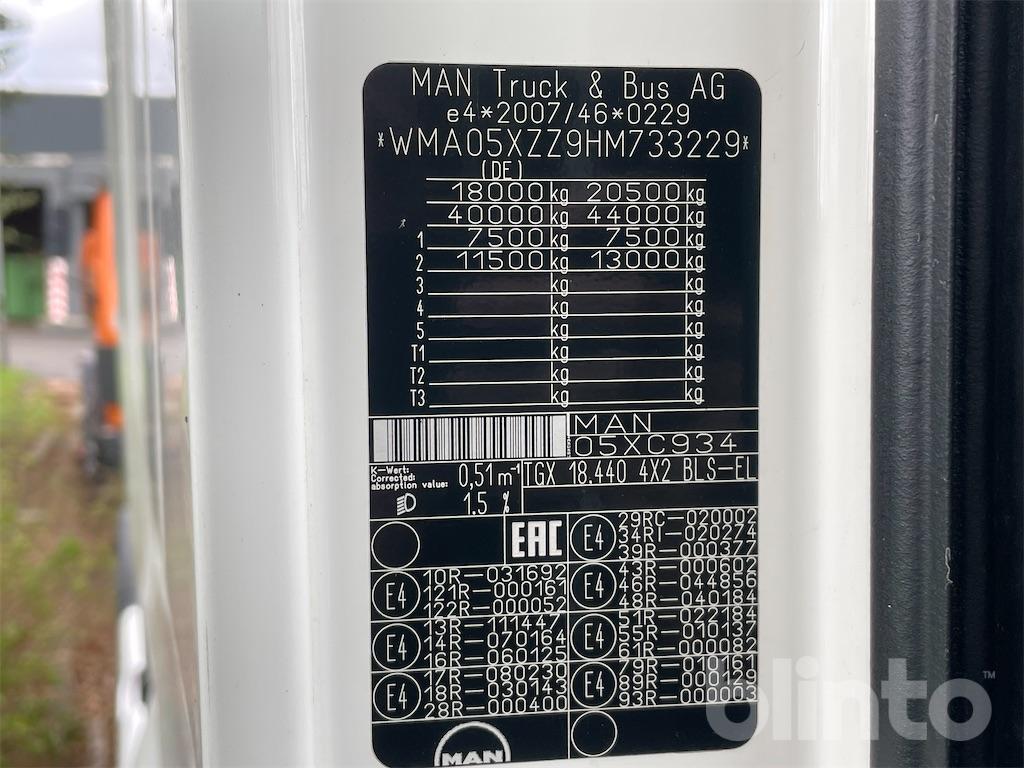 MAN Truck & Bus AG
e4*2007/46*0229
*WMA05XZZ9HM733229*
(DE)
18000 kg 20500 kg
40000 kg 44000 kg
1 7500 kg 7500 kg
2 11500 kg 13000 kg
3 kg kg
4 kg kg
5 kg kg
T1 kg kg
T2 kg kg
T3 kg kg
MAN
05XC934
K-Wert:
Corrected:
absorption value: 0,51 m⁻¹
TGX 18.440 4X2 BLS-EL
1.5 %
EAC
E4
29RC-020002
34RI-020274
39R-000377
E4
10R-031692
121R-000161
122R-000052
E4
43R-000602
46R-044856
48R-040184
E4
13R-111447
14R-070164
16R-060125
E4
51R-022184
55R-010137
61R-000087
E4
17R-080238
18R-030143
28R-000400
E4
79R-010161
89R-000129
93R-000003
MAN
blinto™